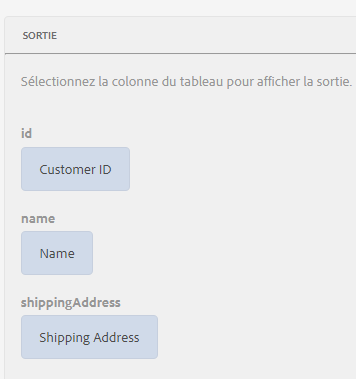 SORTIE
Sélectionnez la colonne du tableau pour afficher la sortie.
id
Customer ID
name
Name
shippingAddress
Shipping Address